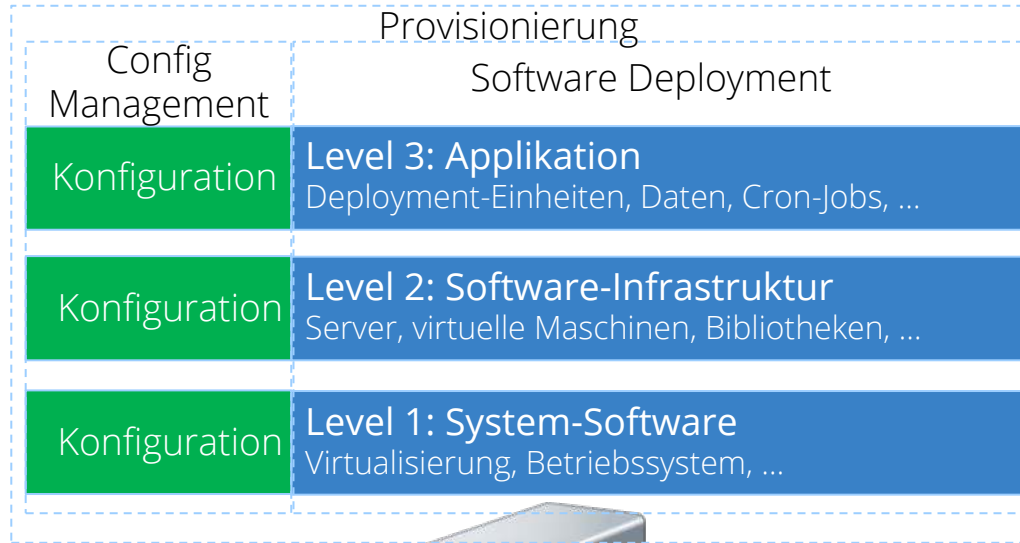 Provisionierung
Config
Management
Software Deployment
Konfiguration
Level 3: Applikation
Deployment-Einheiten, Daten, Cron-Jobs, ...
Konfiguration
Level 2: Software-Infrastruktur
Server, virtuelle Maschinen, Bibliotheken, ...
Konfiguration
Level 1: System-Software
Virtualisierung, Betriebssystem, ...